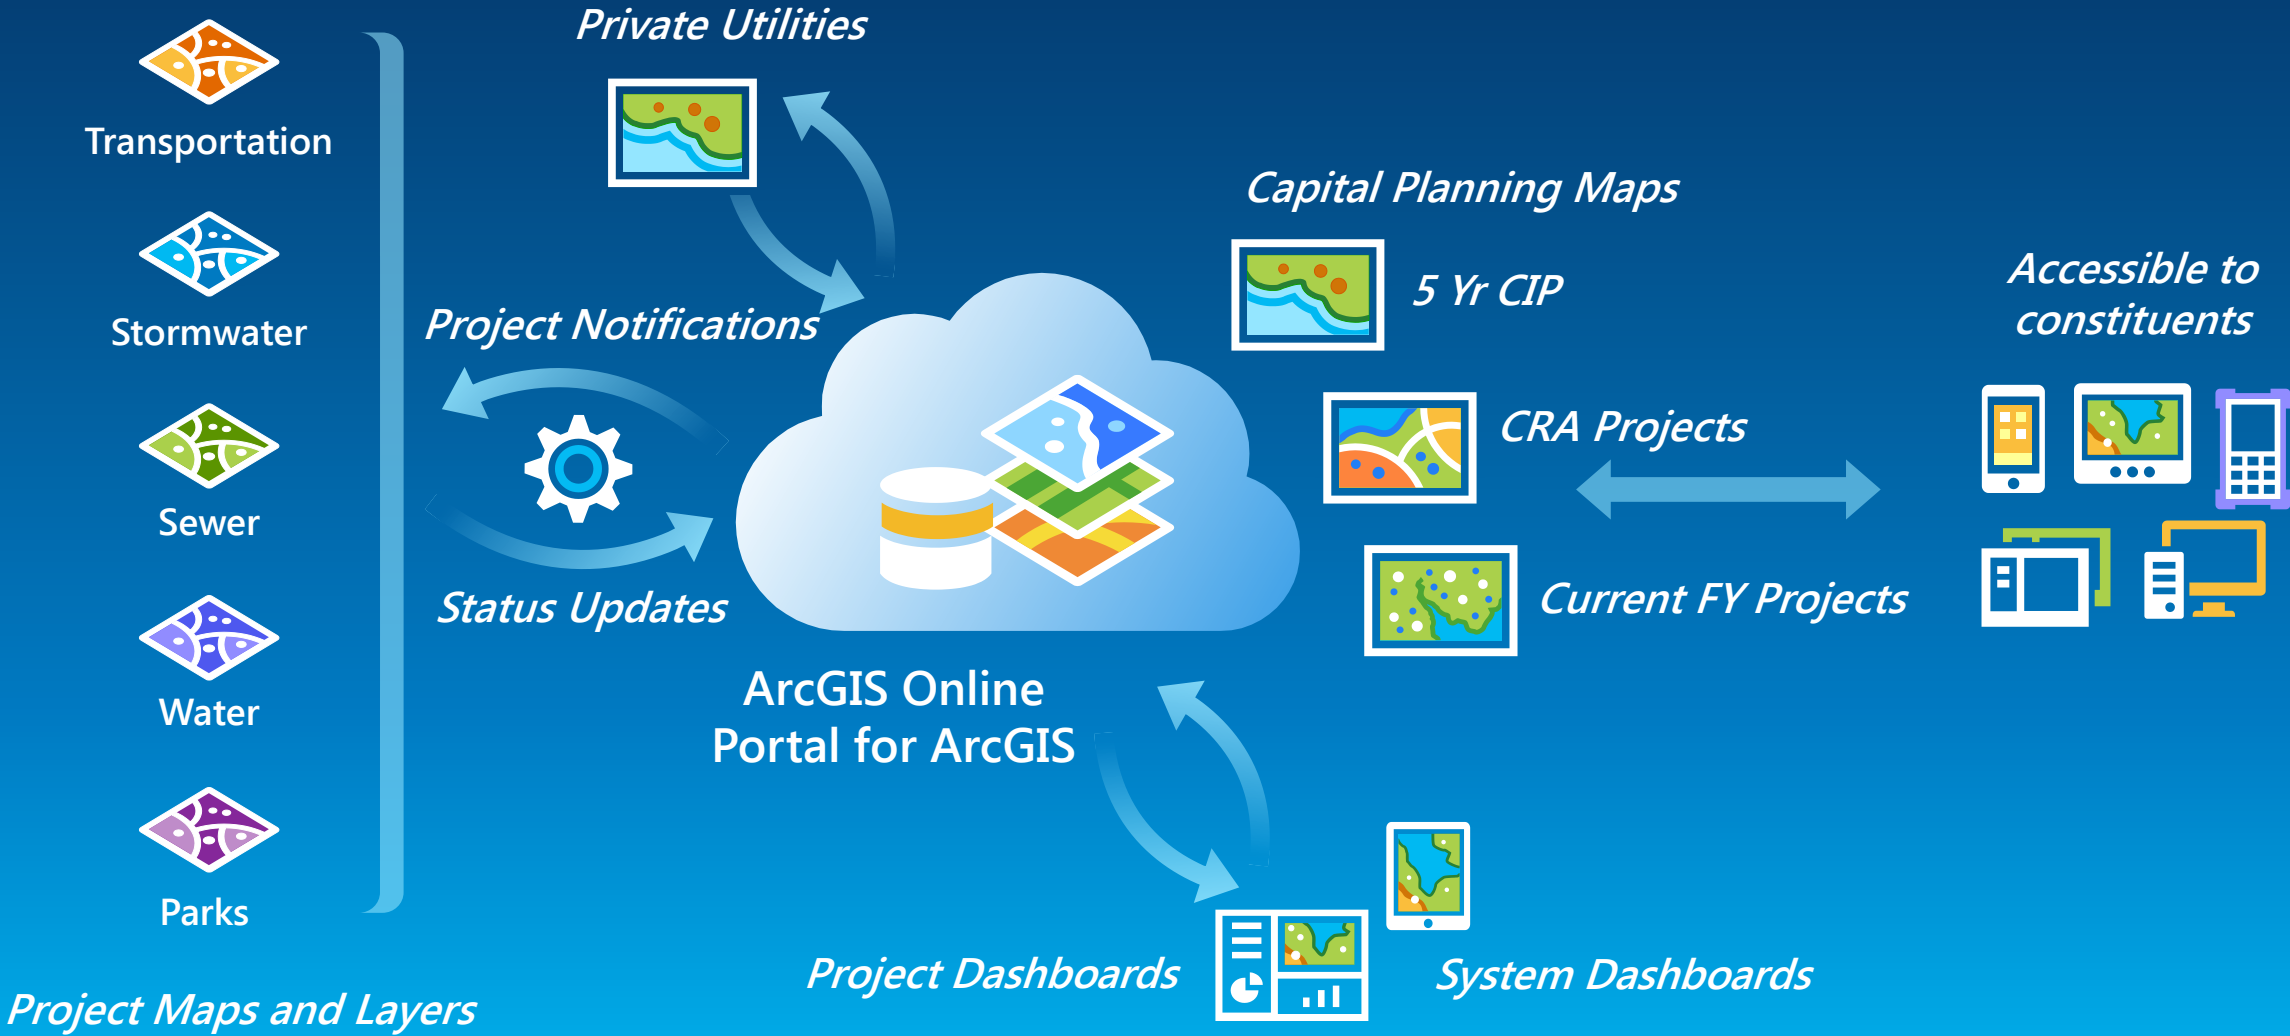 Private Utilities
Transportation
Capital Planning Maps
Accessible to
constituents
5 Yr CIP
Stormwater
Project Notifications
CRA Projects
Sewer
Status Updates
Current FY Projects
ArcGIS Online
Portal for ArcGIS
Water
Parks
Project Dashboards
System Dashboards
Project Maps and Layers